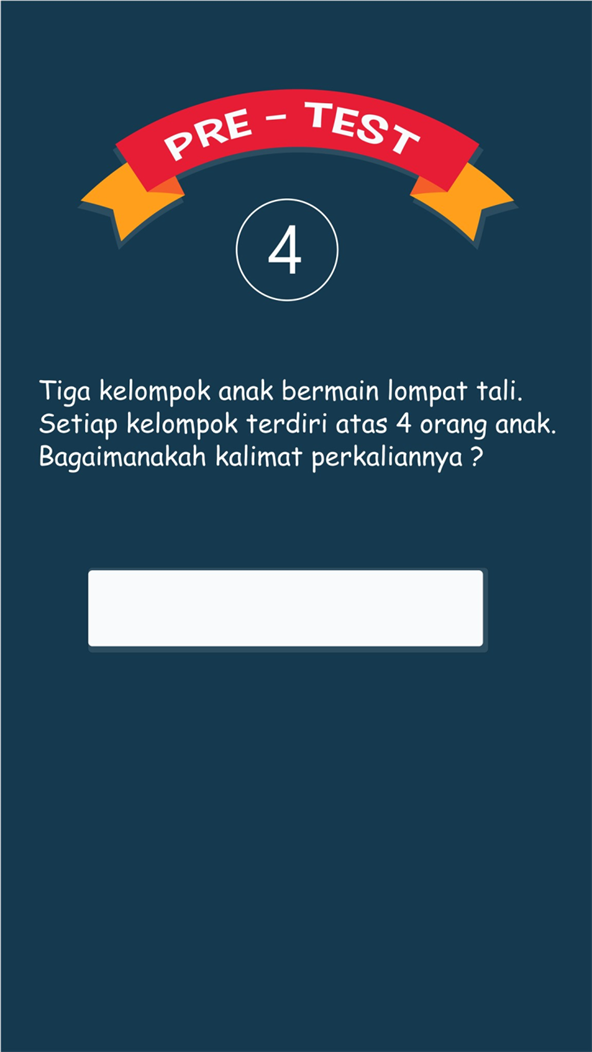 PRE - TEST
4
Tiga kelompok anak bermain lompat tali.
Setiap kelompok terdiri atas 4 orang anak.
Bagaimanakah kalimat perkaliannya ?